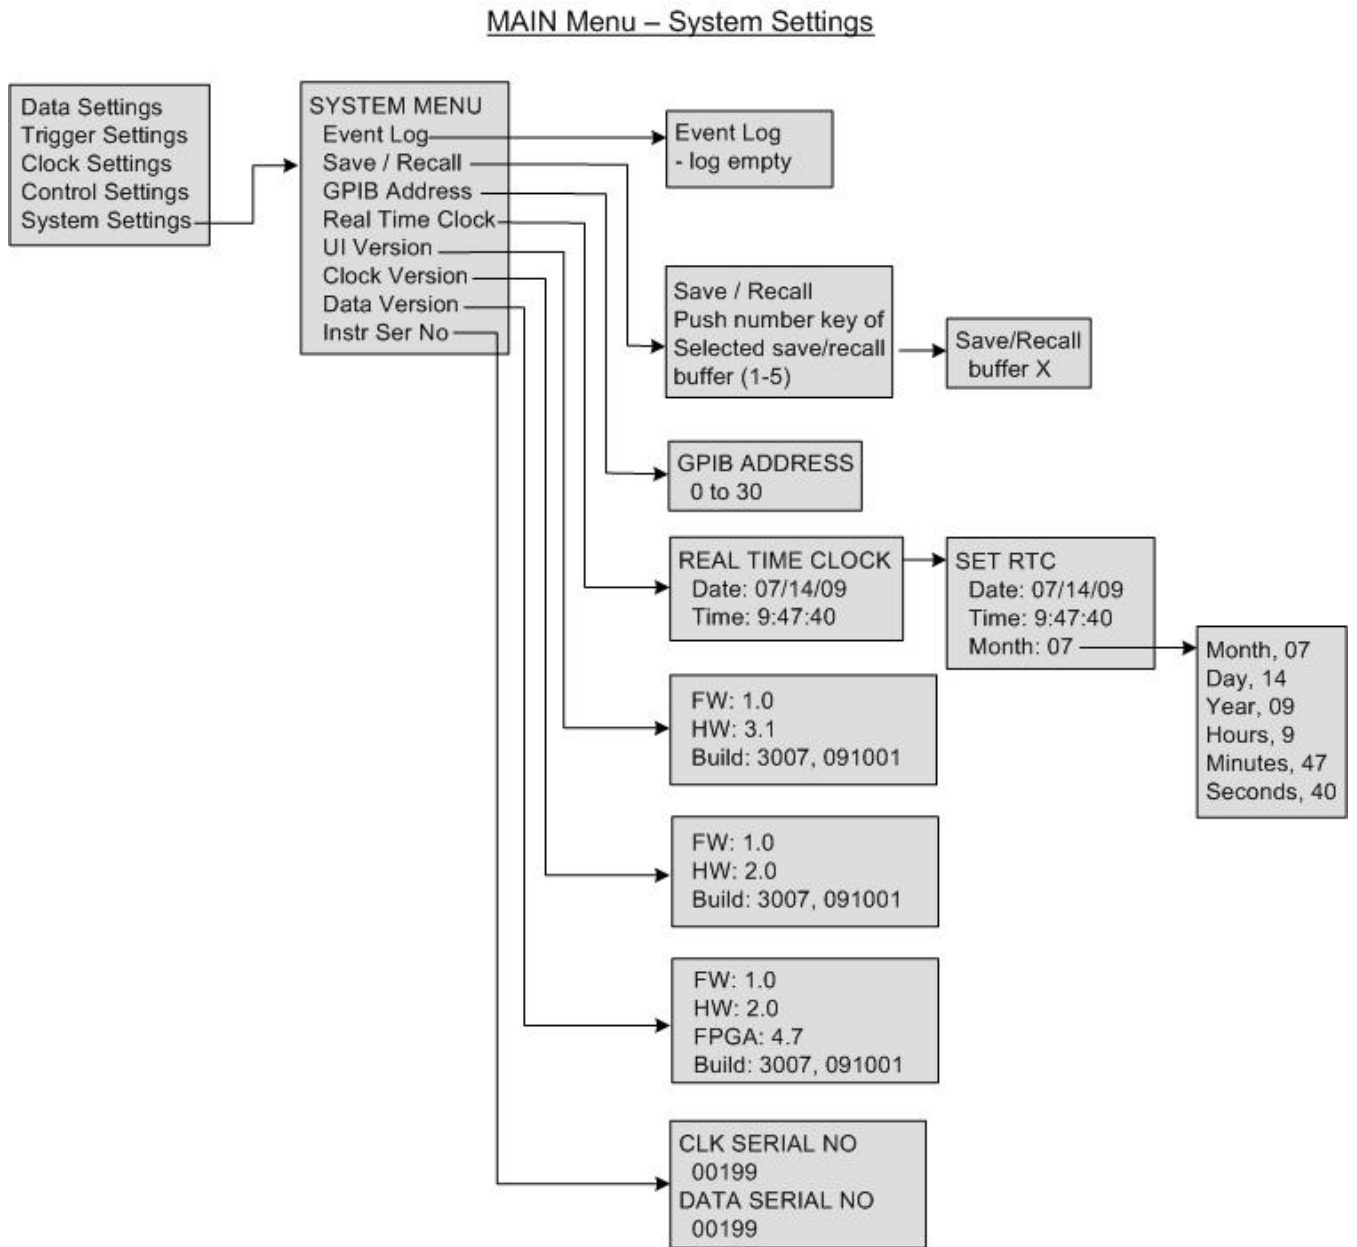 MAIN Menu – System Settings
Data Settings
Trigger Settings
Clock Settings
Control Settings
System Settings
SYSTEM MENU
Event Log
Save / Recall
GPIB Address
Real Time Clock
UI Version
Clock Version
Data Version
Instr Ser No
Event Log
- log empty
Save / Recall
Push number key of
Selected save/recall
buffer (1-5)
Save/Recall
buffer X
GPIB ADDRESS
0 to 30
REAL TIME CLOCK
Date: 07/14/09
Time: 9:47:40
SET RTC
Date: 07/14/09
Time: 9:47:40
Month: 07
Month, 07
Day, 14
Year, 09
Hours, 9
Minutes, 47
Seconds, 40
FW: 1.0
HW: 3.1
Build: 3007, 091001
FW: 1.0
HW: 2.0
Build: 3007, 091001
FW: 1.0
HW: 2.0
FPGA: 4.7
Build: 3007, 091001
CLK SERIAL NO
00199
DATA SERIAL NO
00199